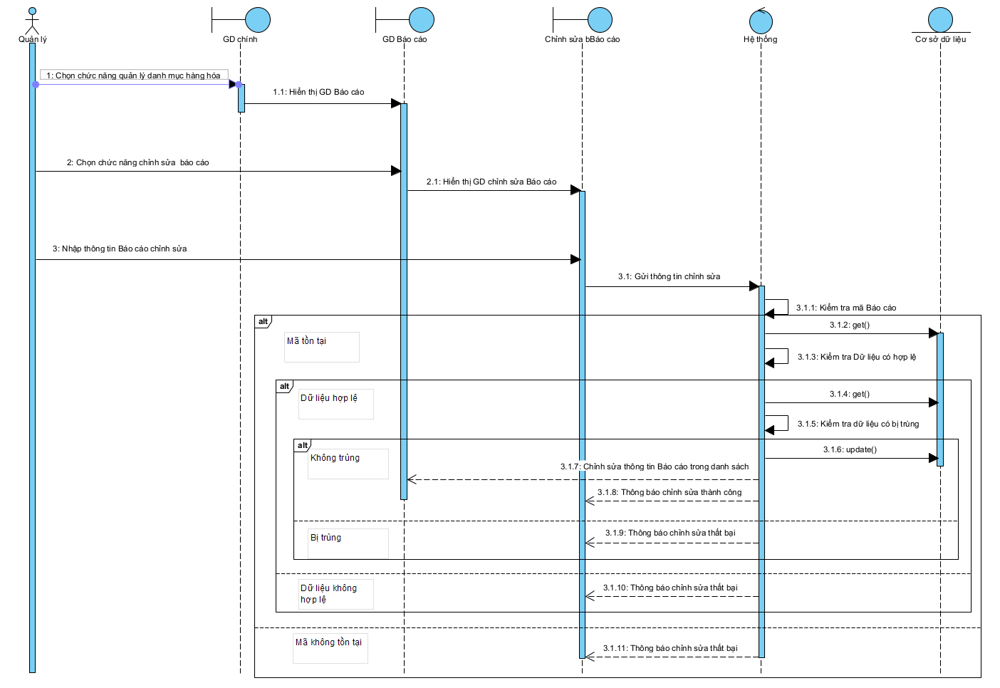 Quản lý
GD chính
GD Báo cáo
Chỉnh sửa bBáo cáo
Hệ thống
Cơ sở dữ liệu
1: Chọn chức năng quản lý danh mục hàng hóa
1.1: Hiển thị GD Báo cáo
2: Chọn chức năng chỉnh sửa  báo cáo
2.1: Hiển thị GD chỉnh sửa Báo cáo
3: Nhập thông tin Báo cáo chỉnh sửa
3.1: Gửi thông tin chỉnh sửa
3.1.1: Kiểm tra mã Báo cáo
alt
3.1.2: get()
Mã tồn tại
3.1.3: Kiểm tra Dữ liệu có hợp lệ
alt
Dữ liệu hợp lệ
3.1.4: get()
3.1.5: Kiểm tra dữ liệu có bị trùng
alt
3.1.6: update()
Không trùng
3.1.7: Chỉnh sửa thông tin Báo cáo trong danh sách
3.1.8: Thông báo chỉnh sửa thành công
3.1.9: Thông báo chỉnh sửa thất bại
Bị trùng
3.1.10: Thông báo chỉnh sửa thất bại
Dữ liệu không
hợp lệ
Mã không tồn tại
3.1.11: Thông báo chỉnh sửa thất bại